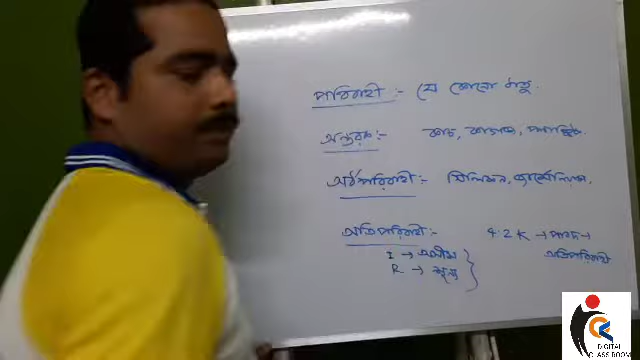 পরিবাহী :- যে কোনো ধাতু.
অন্তরক :- কাচ, কাগজ, প্লাস্টিক.
অর্ধপরিবাহী :- সিলিকন, জার্মেনিয়াম,
অতিপরিবাহী :- 4.2 K → পারদ →
I → অসীম অতিপরিবাহী
R → শূন্য
DIGITAL
CLASS ROOM